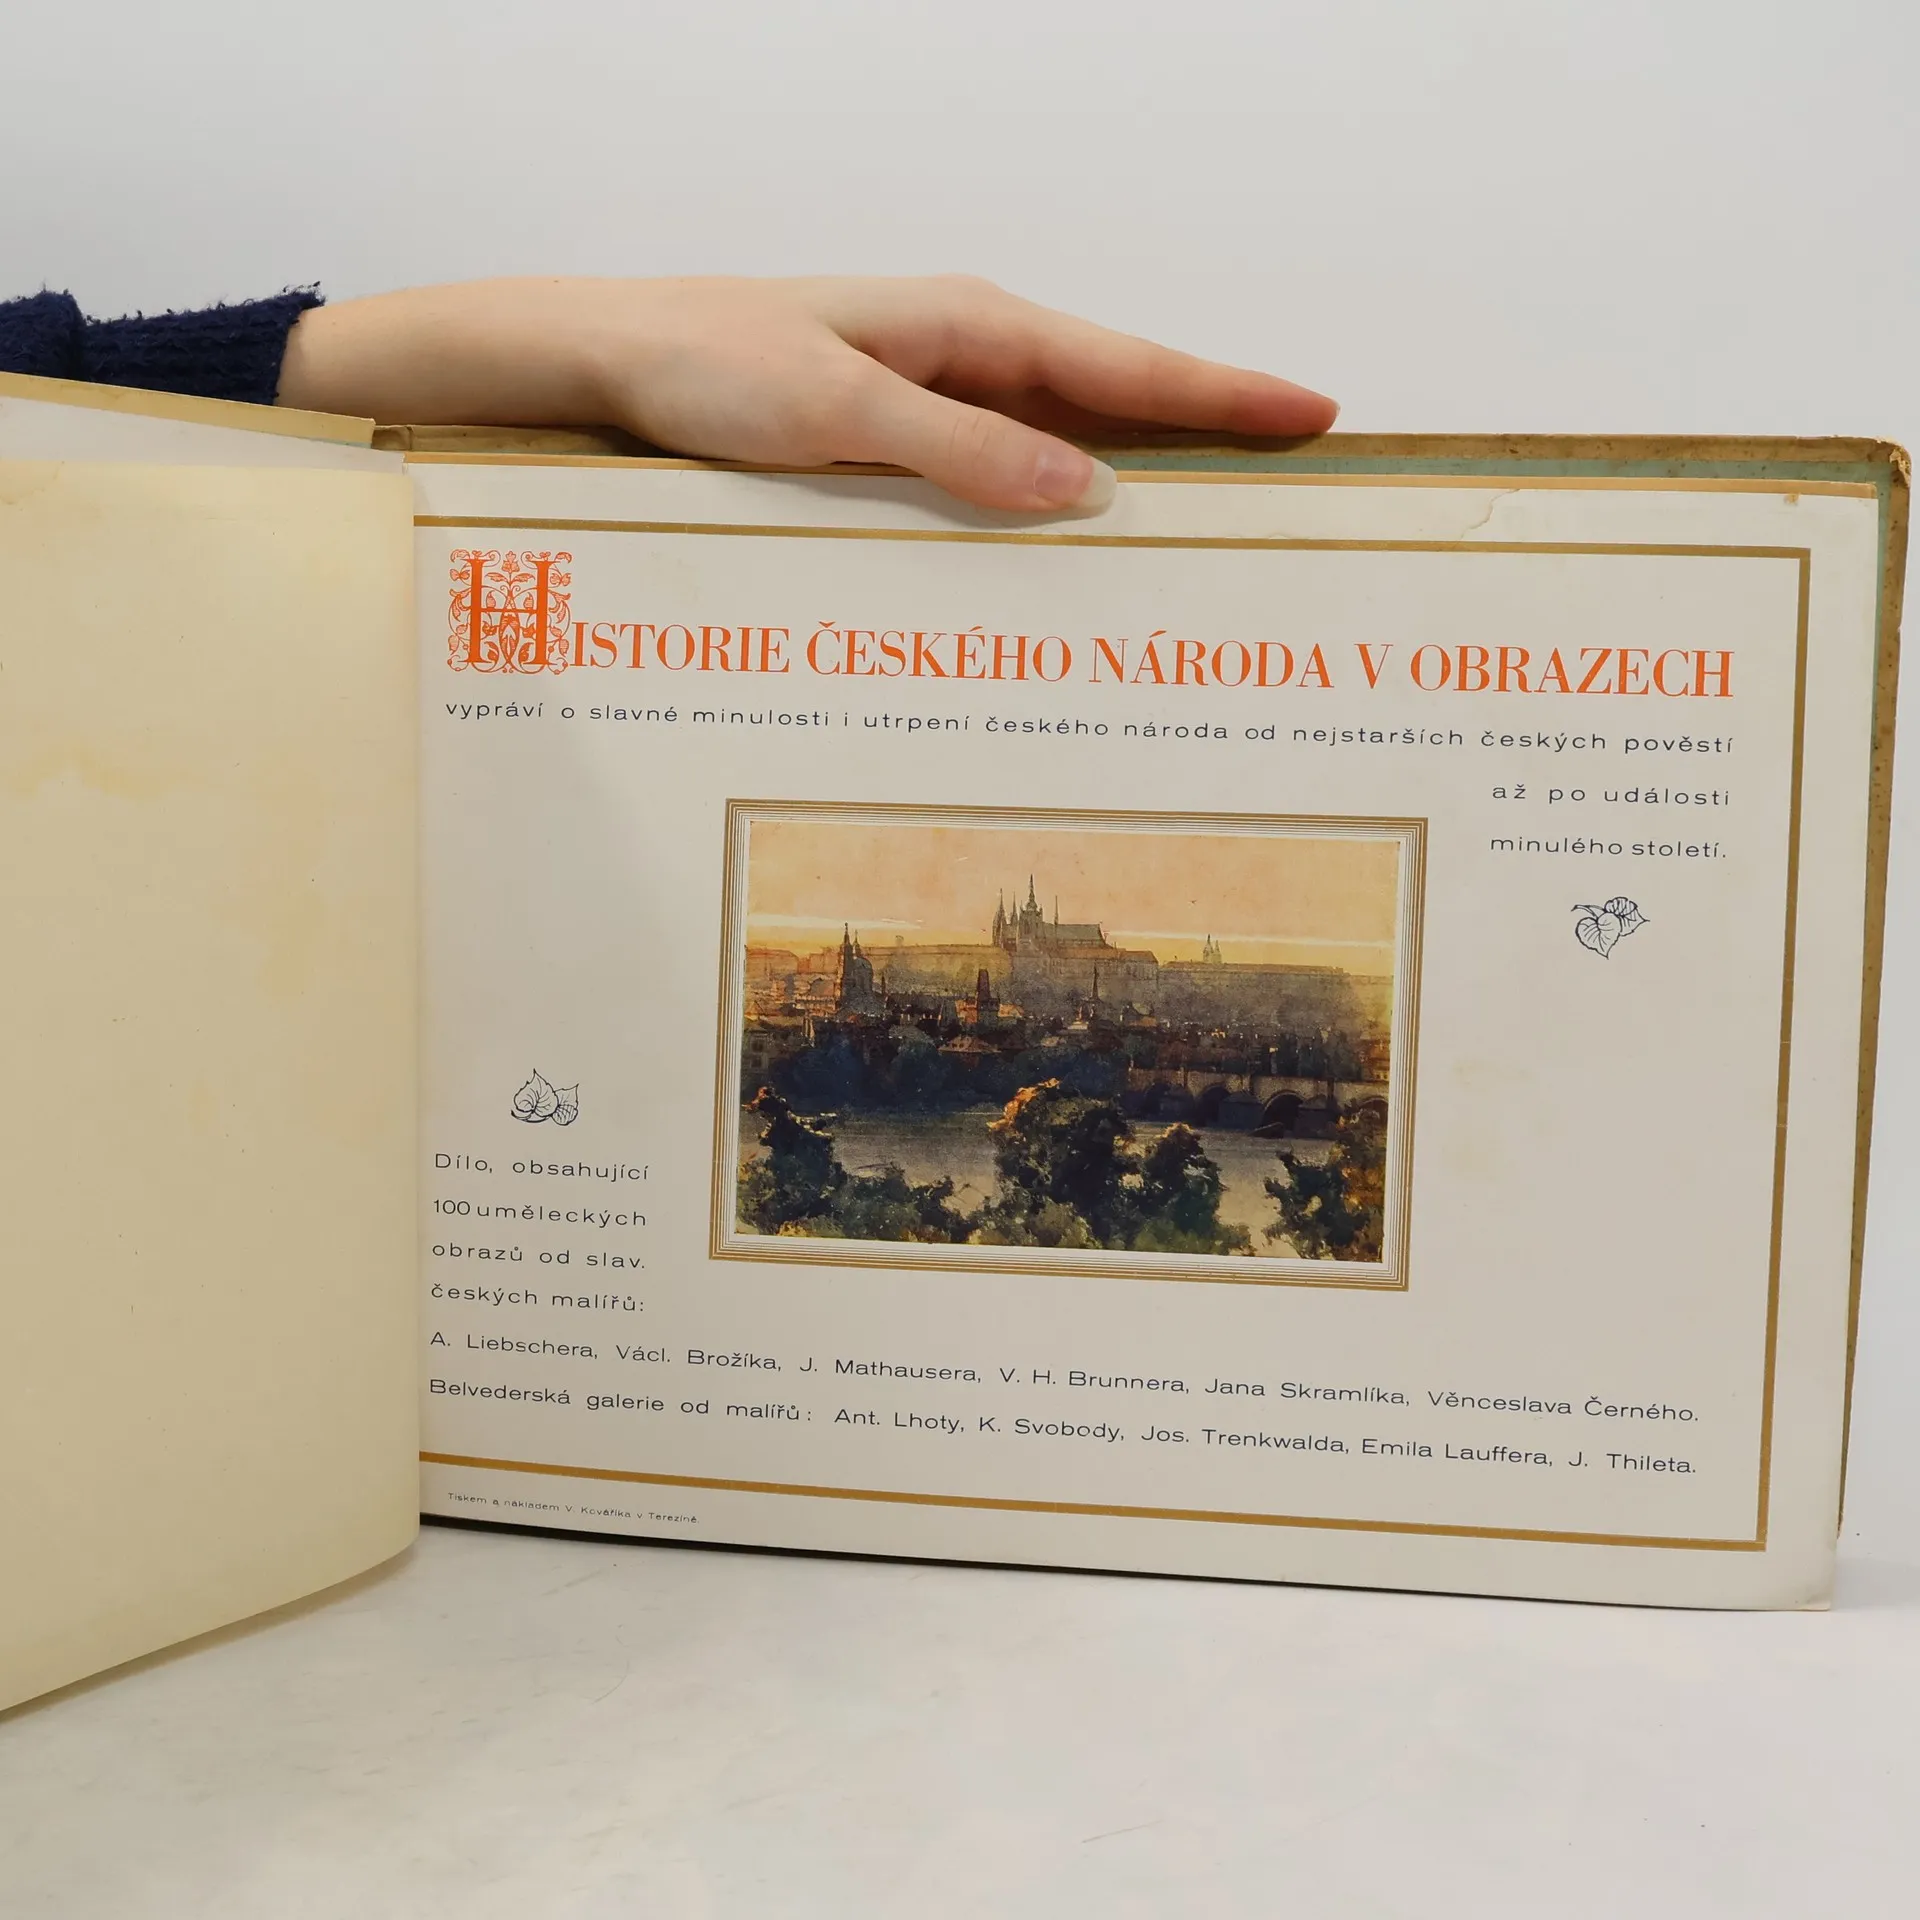 HISTORIE ČESKÉHO NÁRODA V OBRAZECH
vypráví o slavné minulosti i utrpení českého národa od nejstarších českých pověstí
až po události
minulého století.
Dílo, obsahující
100 uměleckých
obrazů od slav.
českých malířů:
A. Liebschera, Václ. Brožíka, J. Mathausera, V. H. Brunnera, Jana Skramlíka, Věnceslava Černého.
Belvederská galerie od malířů: Ant. Lhoty, K. Svobody, Jos. Trenkwalda, Emila Lauffera, J. Thileta.
Tiskem a nákladem V. Kováříka v Terezíně.